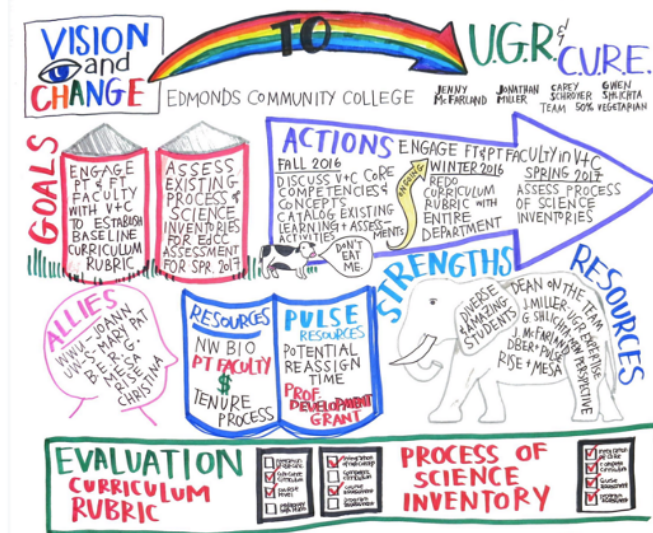 VISION
and
CHANGE
TO
U.G.R. &
C.U.R.E.
EDMONDS COMMUNITY COLLEGE
JENNY
McFARLAND
JONATHAN
MILLER
CAREY
SCHROYER
GWEN
SHLICHTA
TEAM 50% VEGETARIAN
GOALS
ENGAGE
PT & FT
FACULTY
WITH V+C
TO ESTABLISH
BASELINE
CURRICULUM
RUBRIC
ASSESS
EXISTING
PROCESS of
SCIENCE
INVENTORIES
FOR EdCC
ASSESSMENT
FOR SPR. 2017
ACTIONS
ENGAGE FT & PT FACULTY in V+C
FALL 2016
DISCUSS V+C CORE
COMPETENCIES &
CONCEPTS
CATALOG EXISTING
LEARNING + ASSESS-
MENTS
ACTIVITIES
ONGOING
WINTER 2016
REDO
CURRICULUM
RUBRIC WITH
ENTIRE
DEPARTMENT
SPRING 2017
ASSESS PROCESS
OF SCIENCE
INVENTORIES
DON'T
EAT
ME.
ALLIES
WWU - JOANN
UW-S - MARY PAT
B.E.R.G.
MESA
RISE
CHRISTINA
RESOURCES
NW BIO
PT FACULTY
$
TENURE
PROCESS
PULSE
RESOURCES
POTENTIAL
REASSIGN
TIME
PROF.
DEVELOPMENT
GRANT
STRENGTHS
DIVERSE
& AMAZING
STUDENTS
RESOURCES
DEAN ON THE TEAM
J. MILLER - UGR EXPERTISE
G. SHLICHTA - NEW PERSPECTIVE
J. McFARLAND
DBER + PULSE
RISE + MESA
EVALUATION
CURRICULUM
RUBRIC
PROCESS OF
SCIENCE
INVENTORY